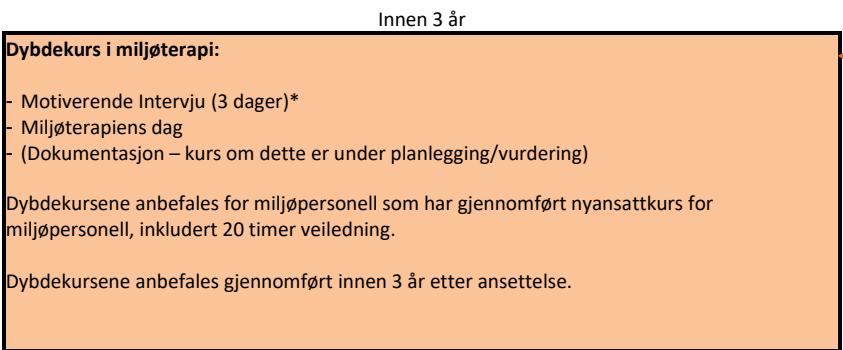 Innen 3 år
Dybdekurs i miljøterapi:
- Motiverende Intervju (3 dager)*
- Miljøterapiens dag
- (Dokumentasjon – kurs om dette er under planlegging/vurdering)
Dybdekursene anbefales for miljøpersonell som har gjennomført nyansattkurs for
miljøpersonell, inkludert 20 timer veiledning.
Dybdekursene anbefales gjennomført innen 3 år etter ansettelse.